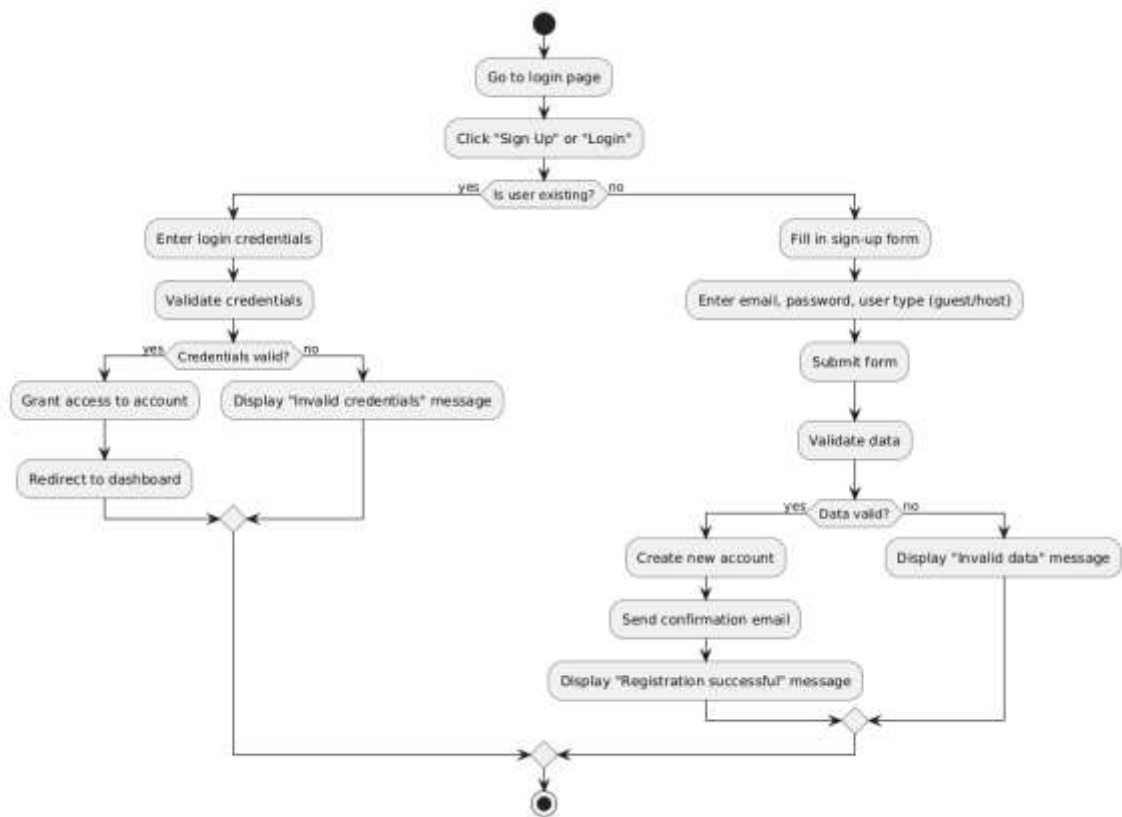 Go to login page
Click "Sign Up" or "Login"
yes
Is user existing?
no
Enter login credentials
Validate credentials
yes
Credentials valid?
no
Grant access to account
Display "Invalid credentials" message
Redirect to dashboard
Fill in sign-up form
Enter email, password, user type (guest/host)
Submit form
Validate data
yes
Data valid?
no
Create new account
Display "Invalid data" message
Send confirmation email
Display "Registration successful" message